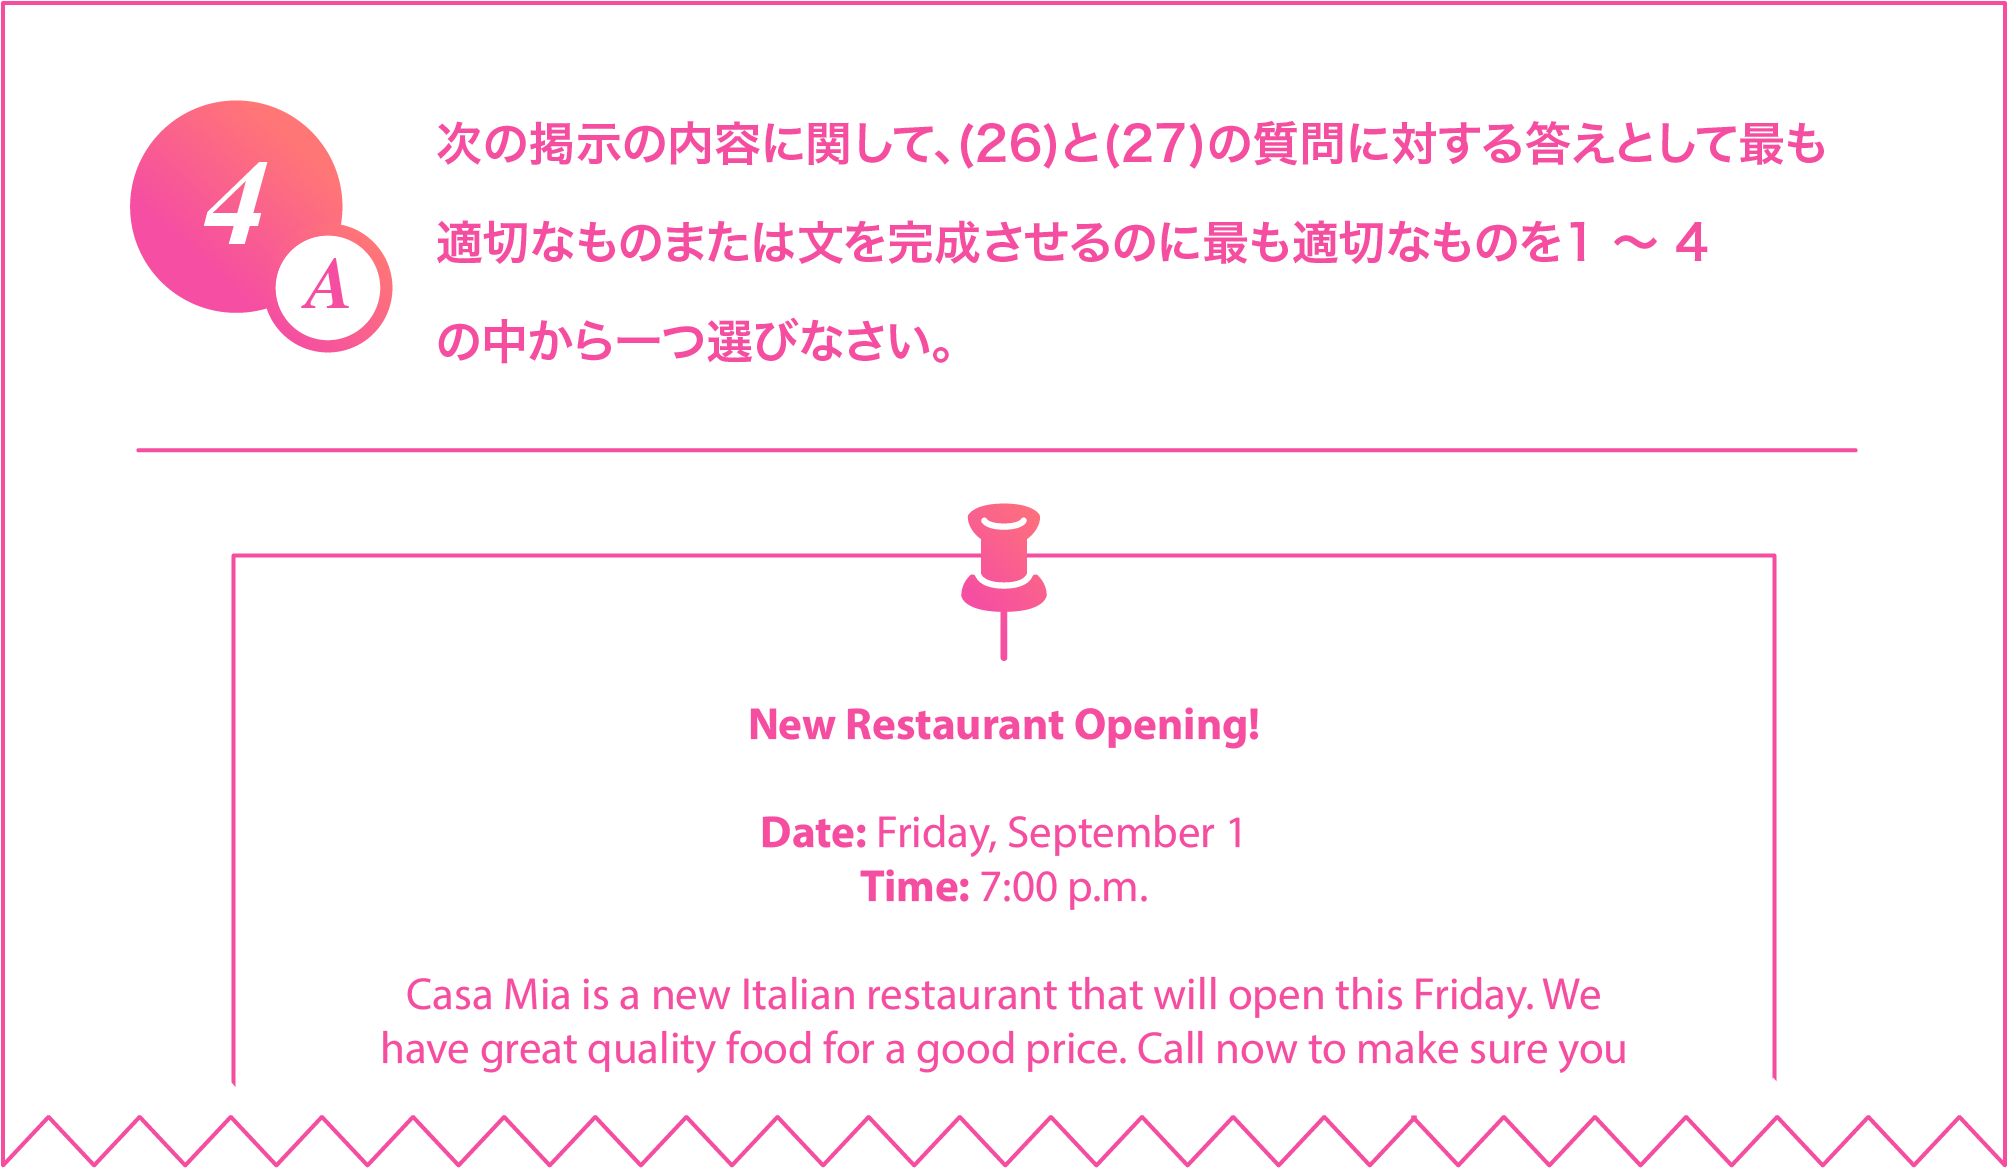 4
A
次の掲示の内容に関して、(26)と(27)の質問に対する答えとして最も
適切なものまたは文を完成させるのに最も適切なものを1 ～ 4
の中から一つ選びなさい。
New Restaurant Opening!
Date: Friday, September 1
Time: 7:00 p.m.
Casa Mia is a new Italian restaurant that will open this Friday. We
have great quality food for a good price. Call now to make sure you